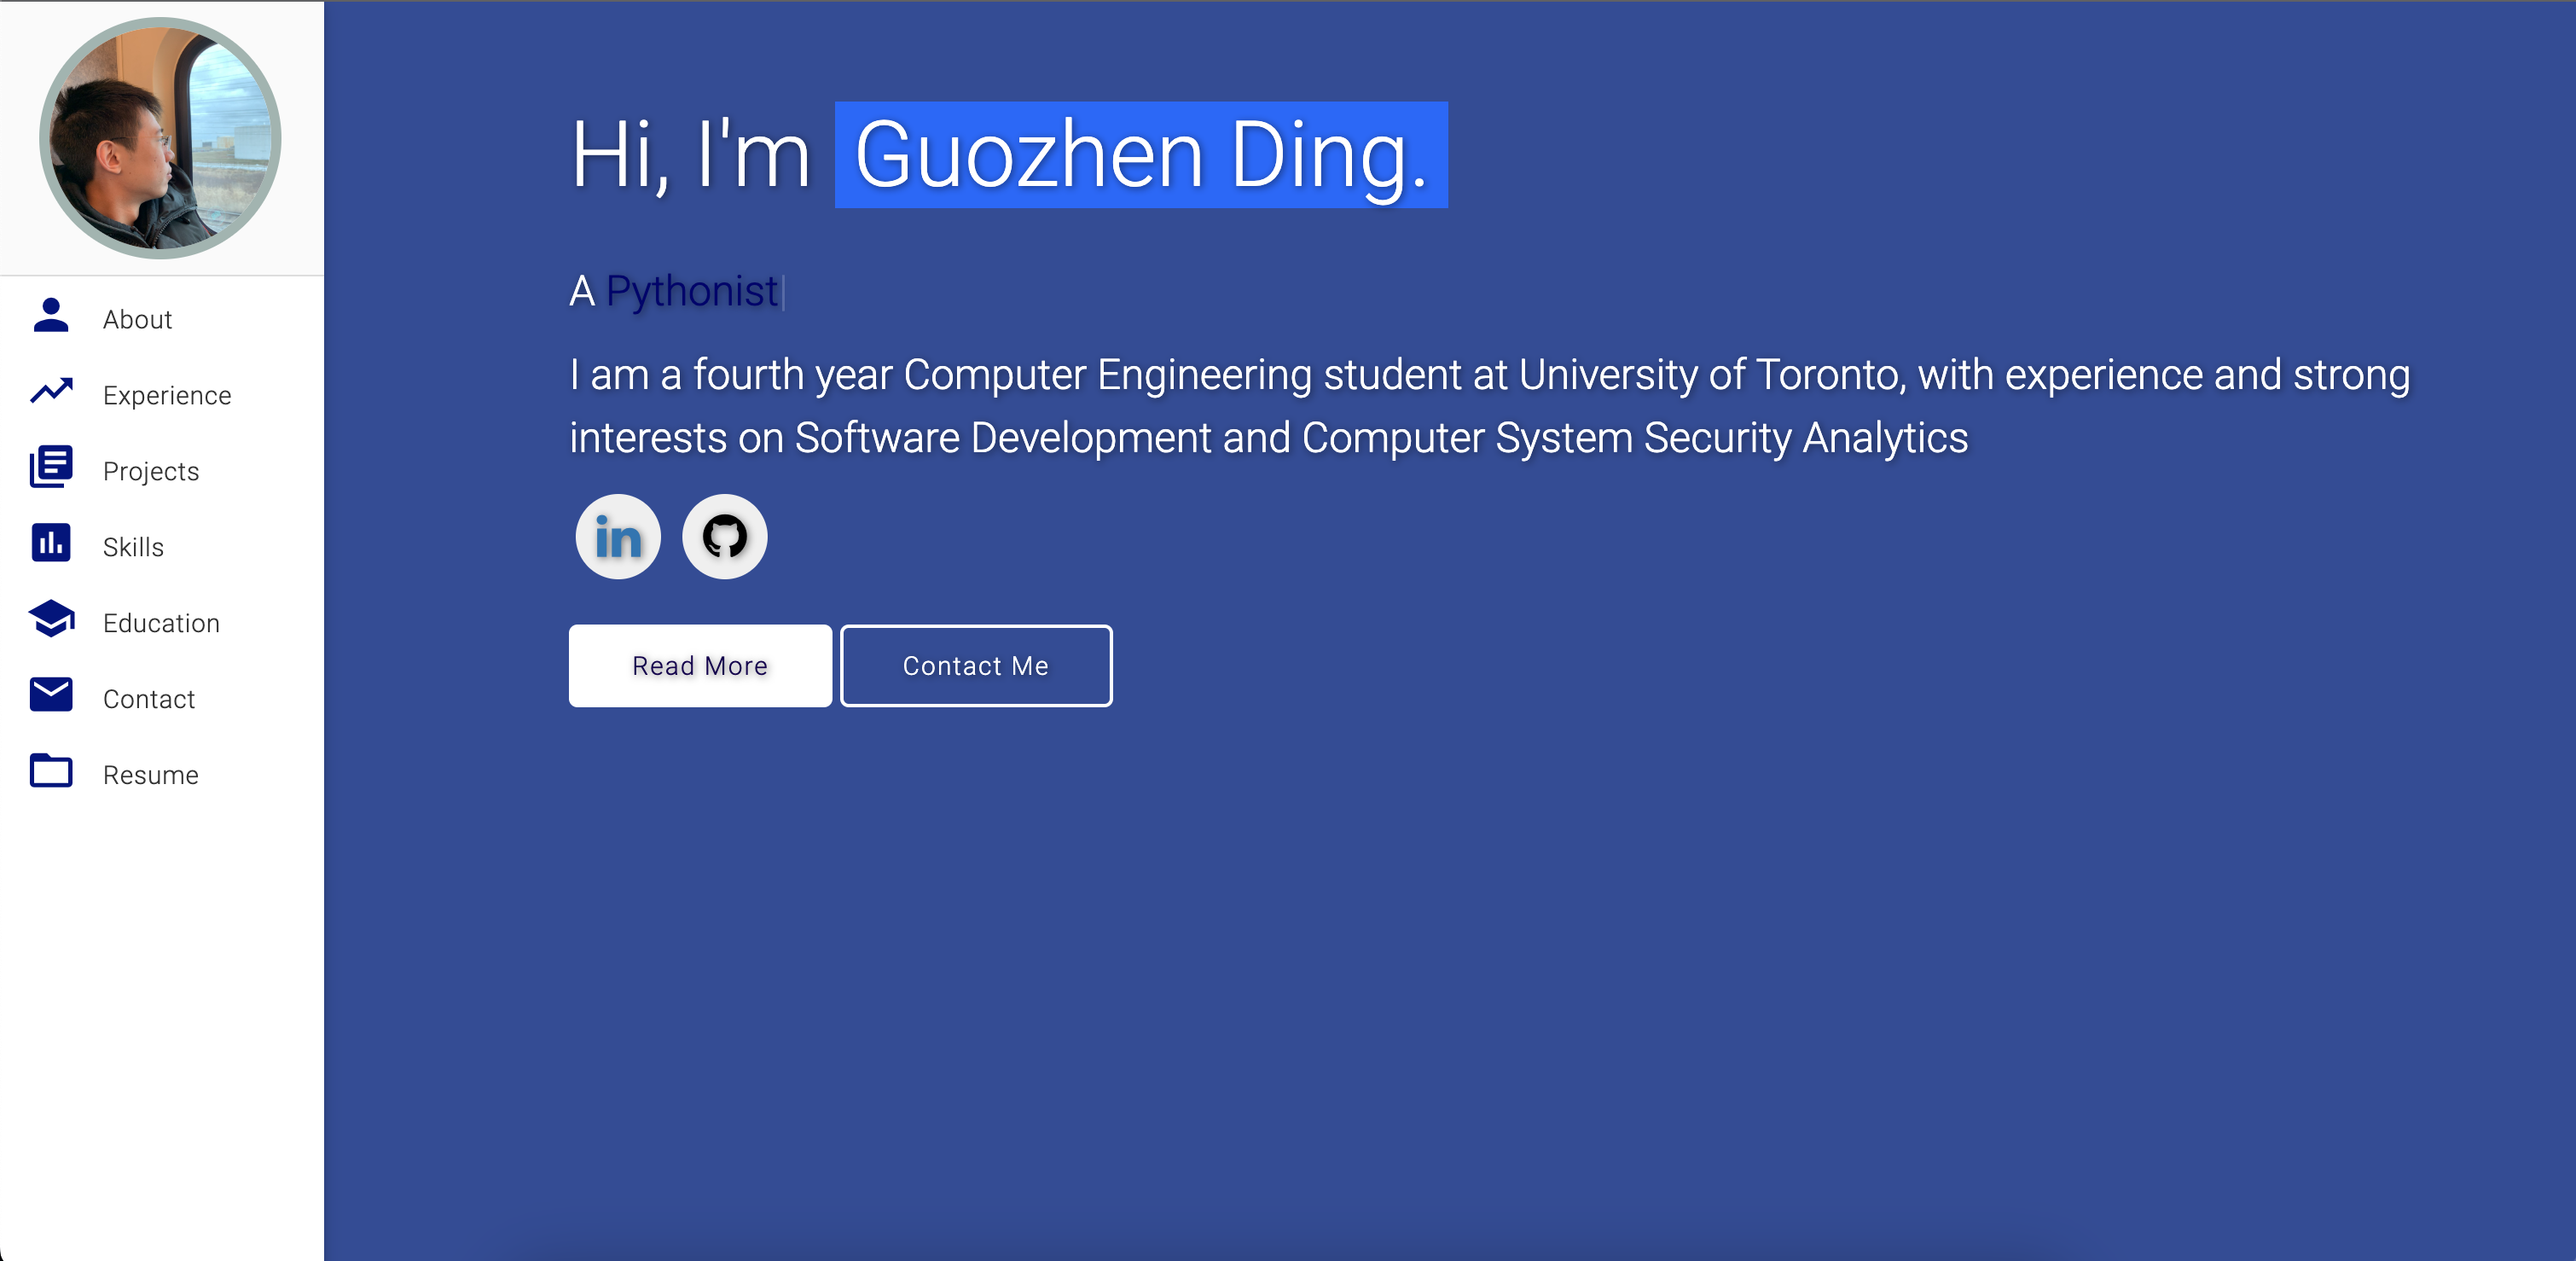 About
Experience
Projects
Skills
Education
Contact
Resume
Hi, I'm Guozhen Ding.
A Pythonist
I am a fourth year Computer Engineering student at University of Toronto, with experience and strong
interests on Software Development and Computer System Security Analytics
in
Read More
Contact Me